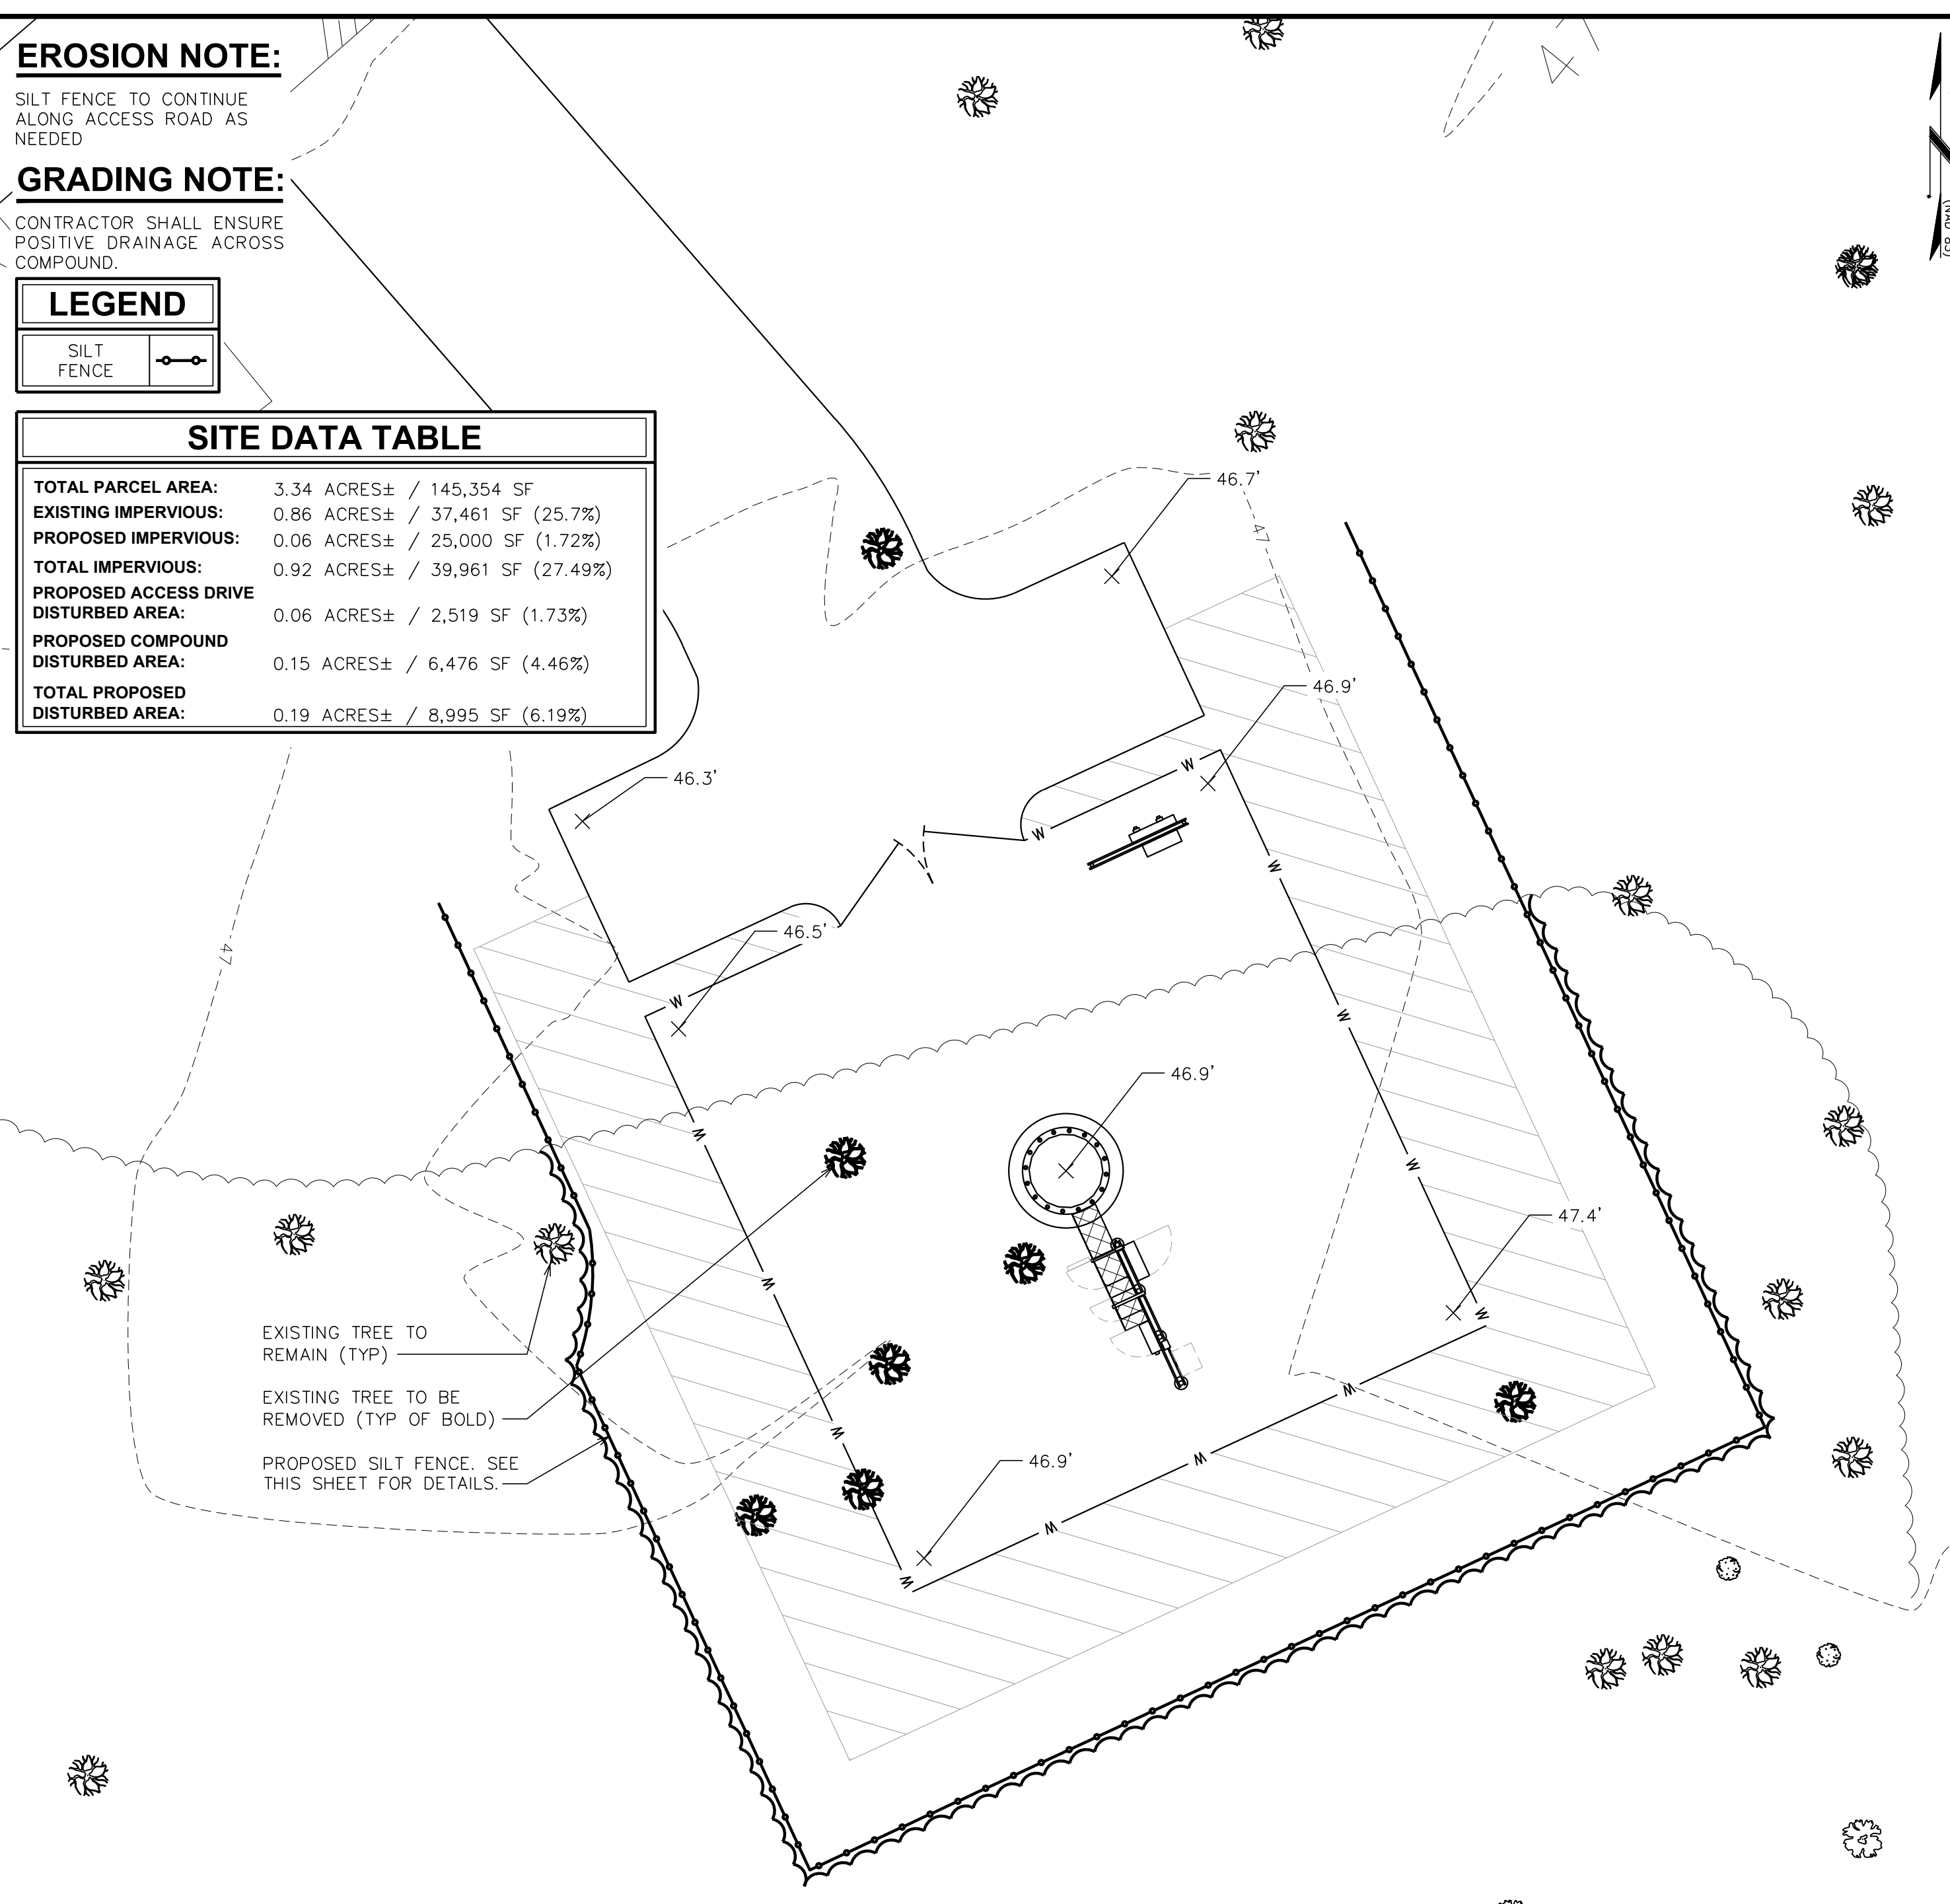 EROSION NOTE:
SILT FENCE TO CONTINUE
ALONG ACCESS ROAD AS
NEEDED
GRADING NOTE:
CONTRACTOR SHALL ENSURE
POSITIVE DRAINAGE ACROSS
COMPOUND.
LEGEND
SILT
FENCE
SITE DATA TABLE
TOTAL PARCEL AREA: 3.34 ACRES± / 145,354 SF
EXISTING IMPERVIOUS: 0.86 ACRES± / 37,461 SF (25.7%)
PROPOSED IMPERVIOUS: 0.06 ACRES± / 25,000 SF (1.72%)
TOTAL IMPERVIOUS: 0.92 ACRES± / 39,961 SF (27.49%)
PROPOSED ACCESS DRIVE
DISTURBED AREA: 0.06 ACRES± / 2,519 SF (1.73%)
PROPOSED COMPOUND
DISTURBED AREA: 0.15 ACRES± / 6,476 SF (4.46%)
TOTAL PROPOSED
DISTURBED AREA: 0.19 ACRES± / 8,995 SF (6.19%)
4
N
(NAD 83)
46.7'
47
46.9'
46.3'
W
W
46.5'
W
W
47
W
46.9'
W
W
47.4'
W
W
W
W
46.9'
W
W
W
W
EXISTING TREE TO
REMAIN (TYP)
EXISTING TREE TO BE
REMOVED (TYP OF BOLD)
PROPOSED SILT FENCE. SEE
THIS SHEET FOR DETAILS.